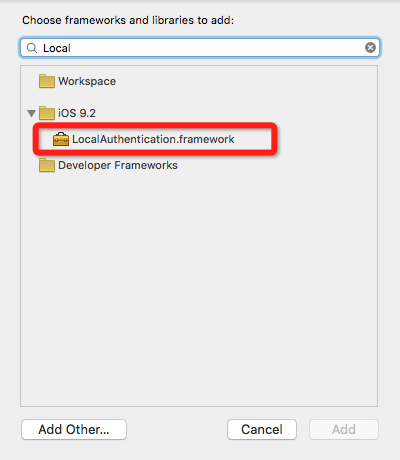 Choose frameworks and libraries to add:
Local
Workspace
iOS 9.2
LocalAuthentication.framework
Developer Frameworks
Add Other...
Cancel
Add